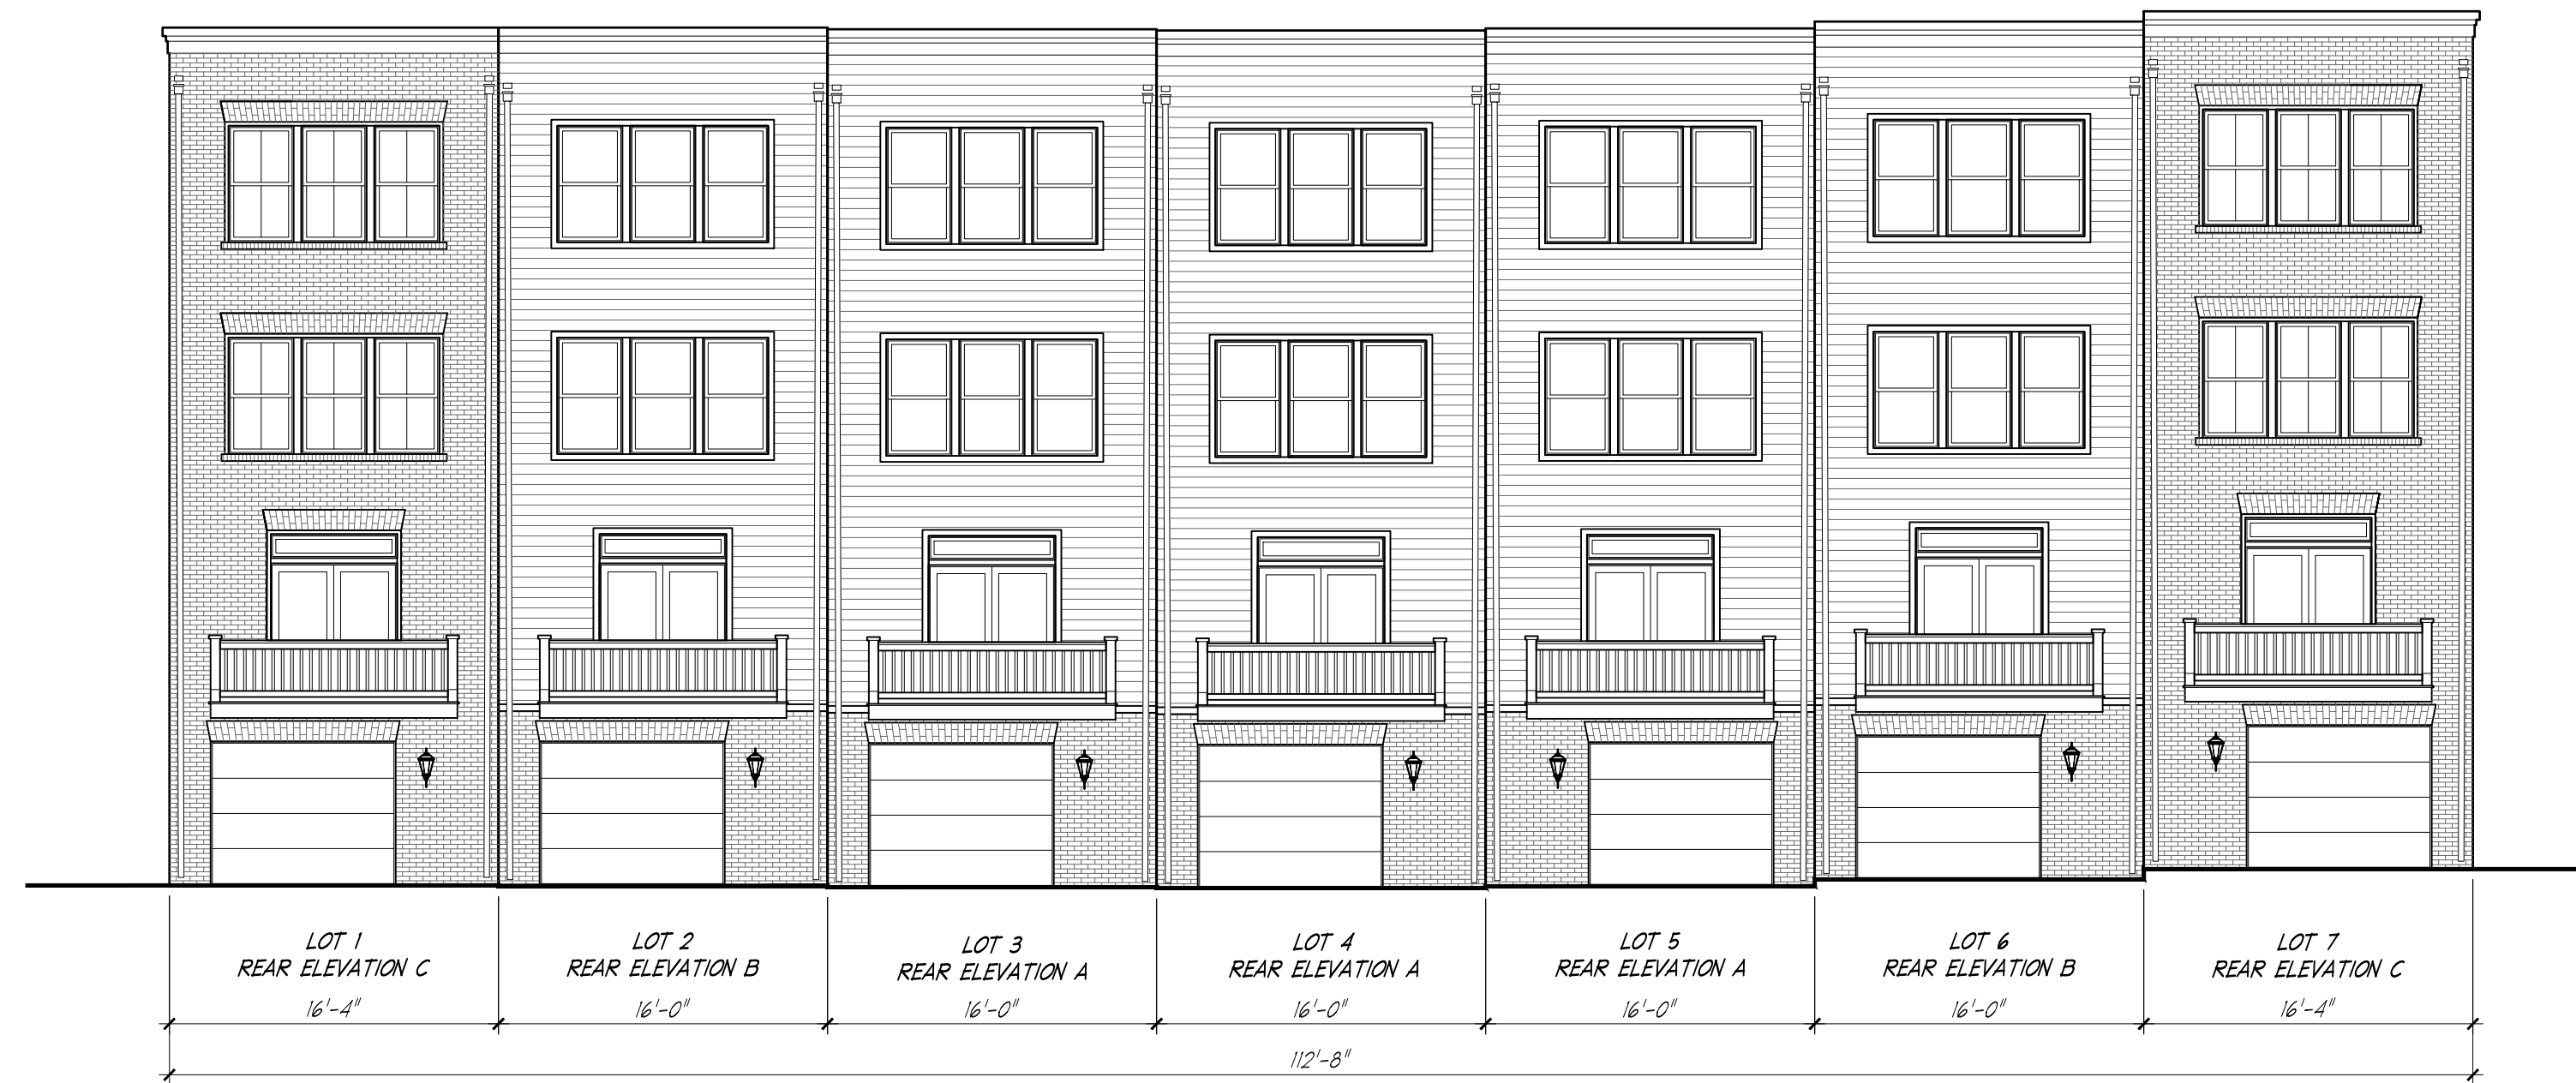 LOT 1
REAR ELEVATION C
16'-4"
LOT 2
REAR ELEVATION B
16'-0"
LOT 3
REAR ELEVATION A
16'-0"
LOT 4
REAR ELEVATION A
16'-0"
LOT 5
REAR ELEVATION A
16'-0"
LOT 6
REAR ELEVATION B
16'-0"
LOT 7
REAR ELEVATION C
16'-4"
112'-8"